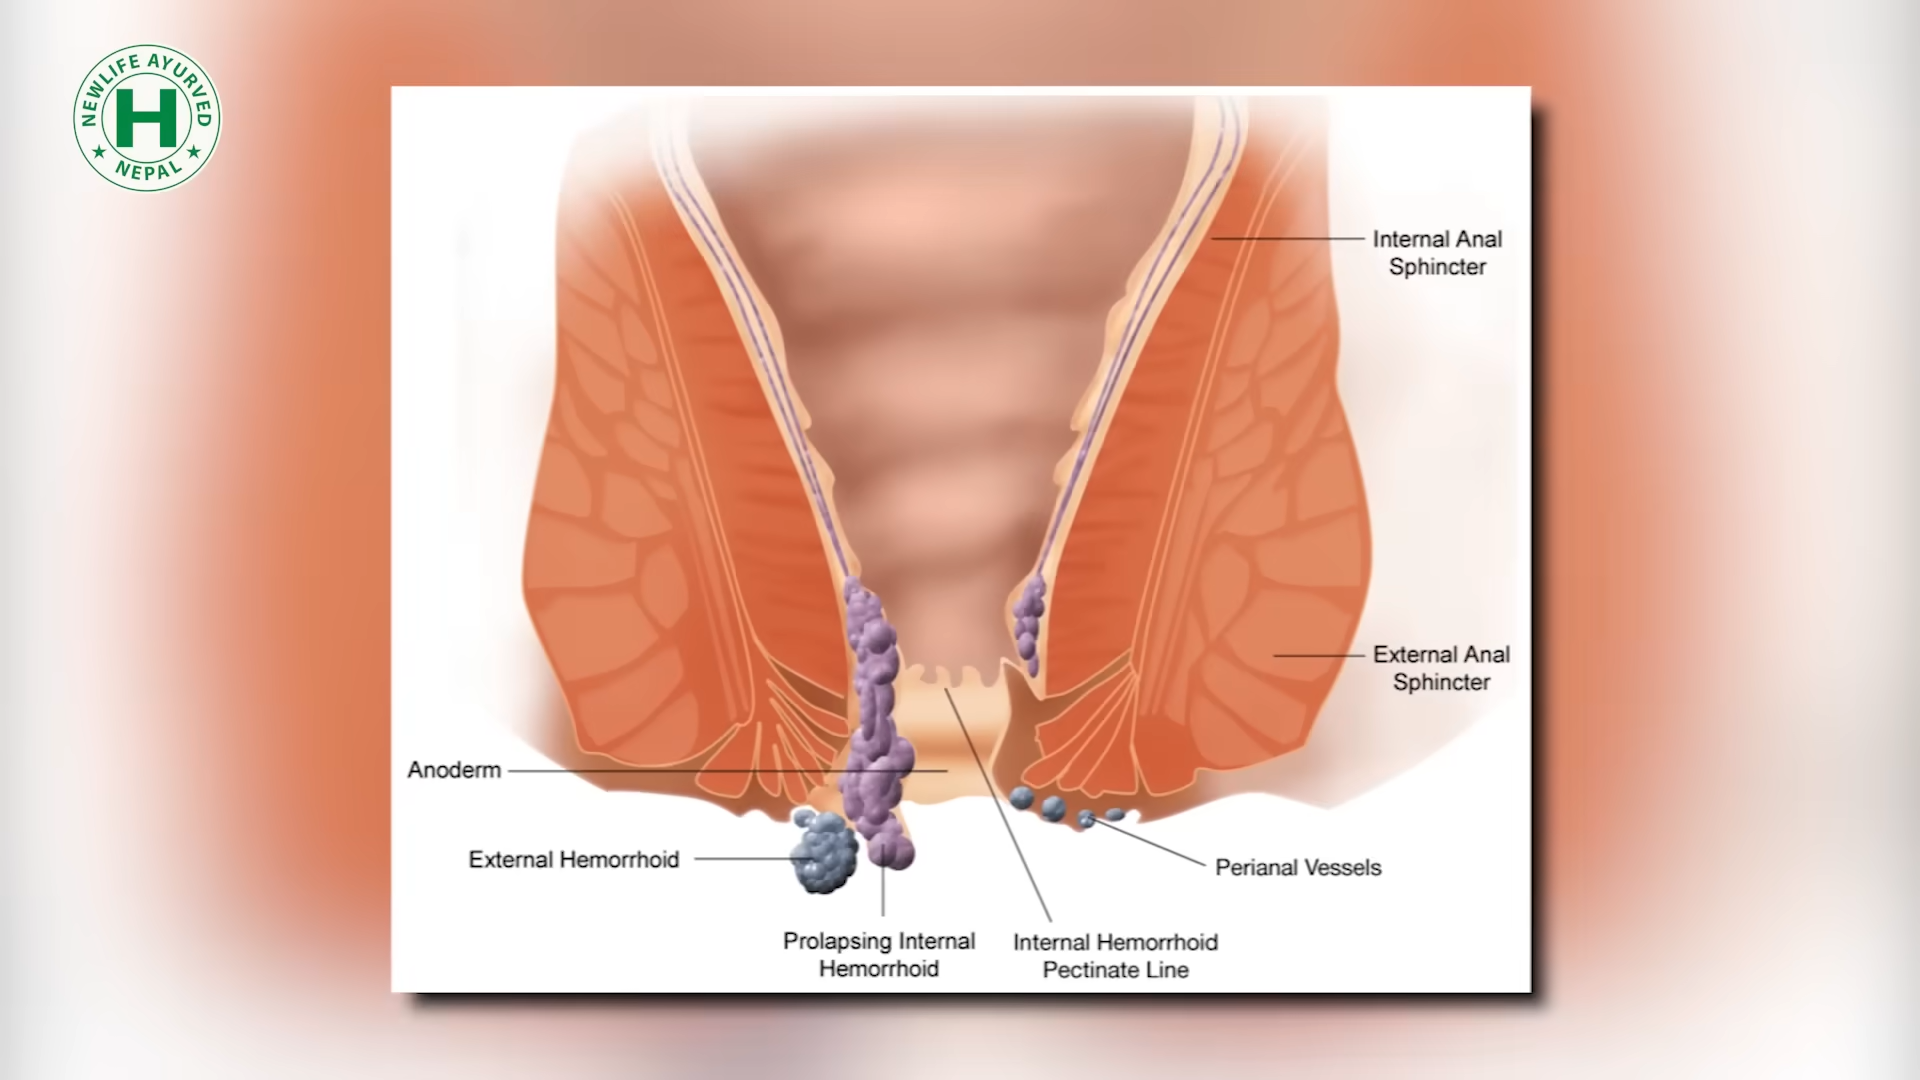 NEWLIFE AYURVED
H
NEPAL
Internal Anal
Sphincter
External Anal
Sphincter
Anoderm
External Hemorrhoid
Perianal Vessels
Prolapsing Internal
Hemorrhoid
Internal Hemorrhoid
Pectinate Line